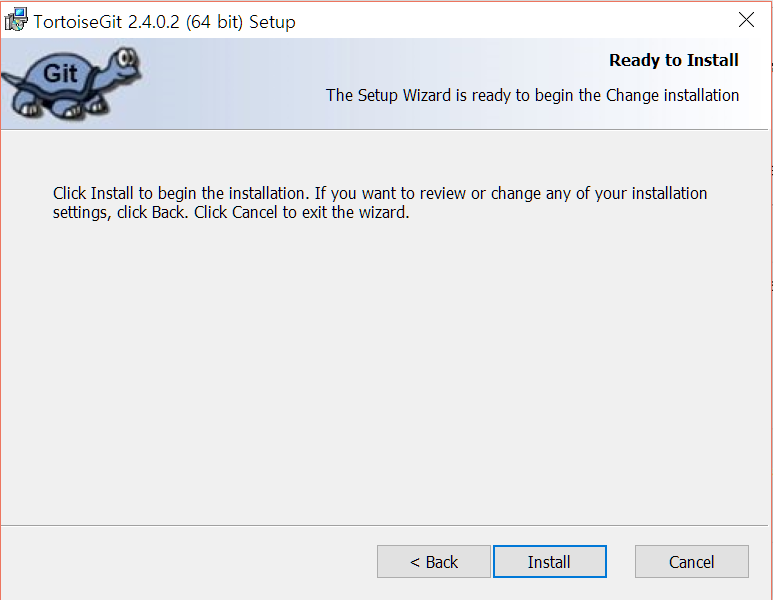 TortoiseGit 2.4.0.2 (64 bit) Setup
Git
Ready to Install
The Setup Wizard is ready to begin the Change installation
Click Install to begin the installation. If you want to review or change any of your installation
settings, click Back. Click Cancel to exit the wizard.
< Back
Install
Cancel